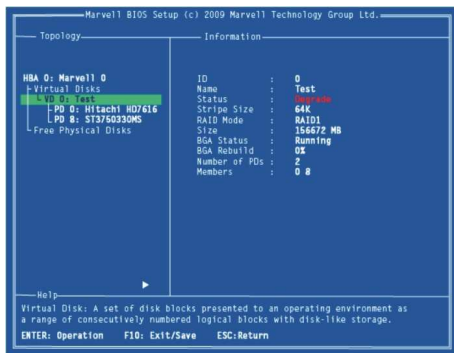 Marvell BIOS Setup (c) 2009 Marvell Technology Group Ltd.
Topology
Information
HBA 0: Marvell 0
Virtual Disks
VD 0: Test
PD 0: Hitachi HD7616
PD 8: ST3750330MS
Free Physical Disks
ID : 0
Name : Test
Status : Degrade
Stripe Size : 64K
RAID Mode : RAID1
Size : 156672 MB
BGA Status : Running
BGA Rebuild : 0%
Number of PDs : 2
Members : 0 8
Help
Virtual Disk: A set of disk blocks presented to an operating environment as
a range of consecutively numbered logical blocks with disk-like storage.
ENTER: Operation F10: Exit/Save ESC:Return